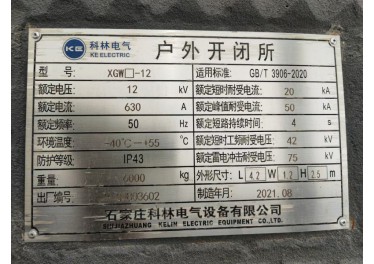 KE 科林电气 户外开闭所
KE ELECTRIC
型 号: XGW□-12 适用标准: GB/T 3906-2020
额定电压: 12 kV 额定短时耐受电流: 20 kA
额定电流: 630 A 额定峰值耐受电流: 50 kA
额定频率: 50 Hz 额定短路持续时间: 4 s
环境温度: -40℃-+55 ℃ 额定短时工频耐受电压: 42 kV
防护等级: IP43 额定雷电冲击耐受电压: 75 kV
重量: 6000 kg 外形尺寸: L 4.2 W 1.2 H 2.5 m
出厂编号: 制造年月: 2021.08
石家庄科林电气设备有限公司
SHIJIAZHUANG KELIN ELECTRIC EQUIPMENT CO.,LTD.